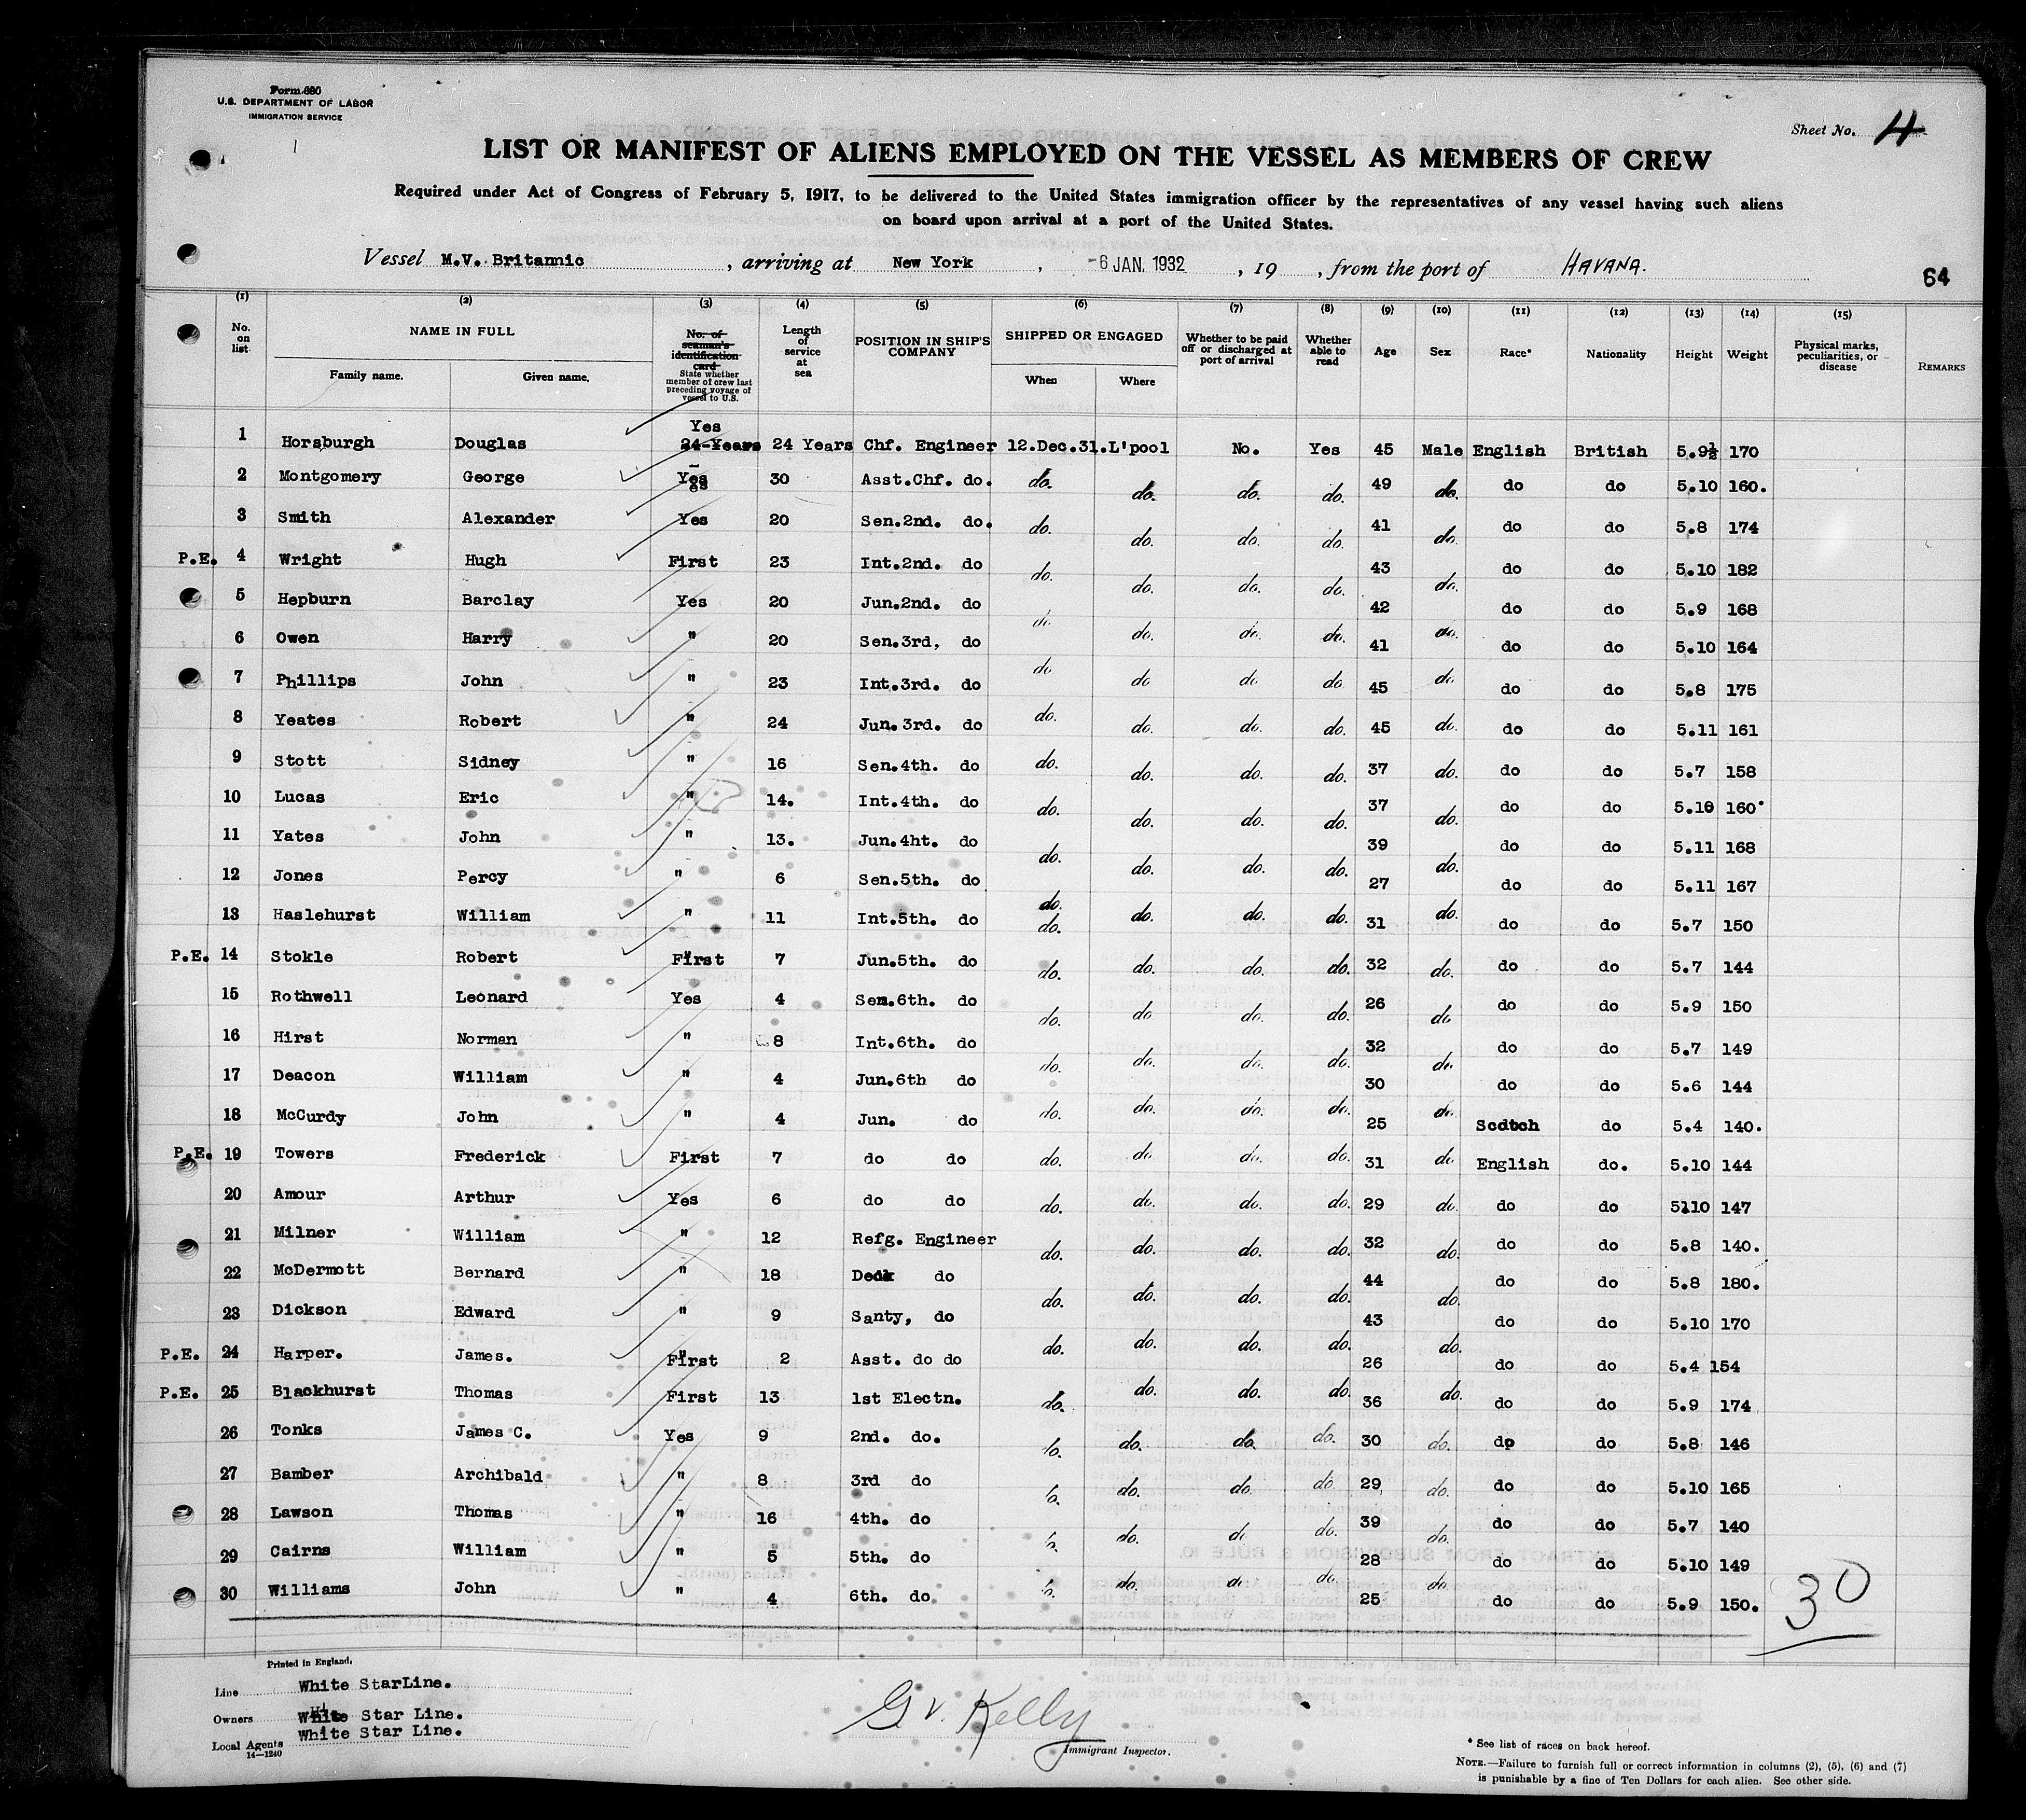 Form 680
U.S. DEPARTMENT OF LABOR
IMMIGRATION SERVICE
Sheet No. 4
LIST OR MANIFEST OF ALIENS EMPLOYED ON THE VESSEL AS MEMBERS OF CREW
Required under Act of Congress of February 5, 1917, to be delivered to the United States immigration officer by the representatives of any vessel having such aliens
on board upon arrival at a port of the United States.
Vessel M.V. Britannic, arriving at New York, -6 JAN. 1932, 19 , from the port of HAVANA.
64
(1) (2) (3) (4) (5) (6) (7) (8) (9) (10) (11) (12) (13) (14) (15)
No. on list NAME IN FULL Family name. Given name. No. of seaman's identification card State whether member of crew last preceding voyage of vessel to U.S. Length of service at sea POSITION IN SHIP'S COMPANY SHIPPED OR ENGAGED When Where Whether to be paid off or discharged at port of arrival Whether able to read Age Sex Race* Nationality Height Weight Physical marks, peculiarities, or disease REMARKS
1 Horsburgh Douglas Yes 24-Years 24 Years Chf. Engineer 12.Dec.31. L'pool No. Yes 45 Male English British 5.9½ 170
2 Montgomery George Yes 30 Asst.Chf. do. do. do. do. do. 49 do. do do 5.10 160.
3 Smith Alexander Yes 20 Sen.2nd. do. do. do. do. do. 41 do. do do 5.8 174
P.E. 4 Wright Hugh First 23 Int.2nd. do do. do. do. do. 43 do. do do 5.10 182
5 Hepburn Barclay Yes 20 Jun.2nd. do do. do. do. do. 42 do. do do 5.9 168
6 Owen Harry " 20 Sen.3rd, do do do. do. do. 41 do. do do 5.10 164
7 Phillips John " 23 Int.3rd. do do. do do do 45 do. do do 5.8 175
8 Yeates Robert " 24 Jun.3rd. do do. do. do. do. 45 do. do do 5.11 161
9 Stott Sidney " 16 Sen.4th. do do. do. do. do. 37 do. do do 5.7 158
10 Lucas Eric " 14. Int.4th. do do. do. do. do. 37 do. do do 5.10 160.
11 Yates John " 13. Jun.4ht. do do. do. do. do. 39 do. do do 5.11 168
12 Jones Percy " 6 Sen.5th. do do. do. do. do. 27 do. do do 5.11 167
13 Haslehurst William " 11 Int.5th. do do. do. do. do. 31 do. do do 5.7 150
P.E. 14 Stokle Robert First 7 Jun.5th. do do. do. do. do. 32 do. do do 5.7 144
15 Rothwell Leonard Yes 4 Sen.6th. do do. do do. do. 26 do do do 5.9 150
16 Hirst Norman " 8 Int.6th. do do. do. do. do. 32 do. do do 5.7 149
17 Deacon William " 4 Jun.6th do do. do. do. do. 30 do. do do 5.6 144
18 McCurdy John " 4 Jun. do do. do. do. do. 25 do Scotch do 5.4 140.
P.E. 19 Towers Frederick First 7 do do do. do. do. do. 31 do English do. 5.10 144
20 Amour Arthur Yes 6 do do do. do. do. do. 29 do. do do 5110 147
21 Milner William " 12 Refg. Engineer do. do. do. do. 32 do. do do 5.8 140.
22 McDermott Bernard " 18 Deck do do. do. do. do. 44 do. do do 5.8 180.
23 Dickson Edward " 9 Santy, do do. do. do. do. 43 do. do do 5.10 170
P.E. 24 Harper. James. First 2 Asst. do do do. do. do. do. 26 do. do do 5.4 154
P.E. 25 Blackhurst Thomas First 13 1st Electn. do. do. do. do. 36 do. do do 5.9 174
26 Tonks James C. Yes 9 2nd. do. do. do. do. do. 30 do. do do 5.8 146
27 Bamber Archibald " 8 3rd do do. do. do. do. 29 do. do do 5.10 165
28 Lawson Thomas " 16 4th. do do. do. do do. 39 do. do do 5.7 140
29 Cairns William " 5 5th. do do. do. do do. 28 do. do do 5.10 149
30 Williams John " 4 6th. do do. do. do do. 25 do. do do 5.9 150.
30
Printed in England.
Line White StarLine.
Owners White Star Line.
Local Agents White Star Line.
14—1240
G. V. Kelly
Immigrant Inspector.
* See list of races on back hereof.
NOTE.—Failure to furnish full or correct information in columns (2), (5), (6) and (7)
is punishable by a fine of Ten Dollars for each alien. See other side.